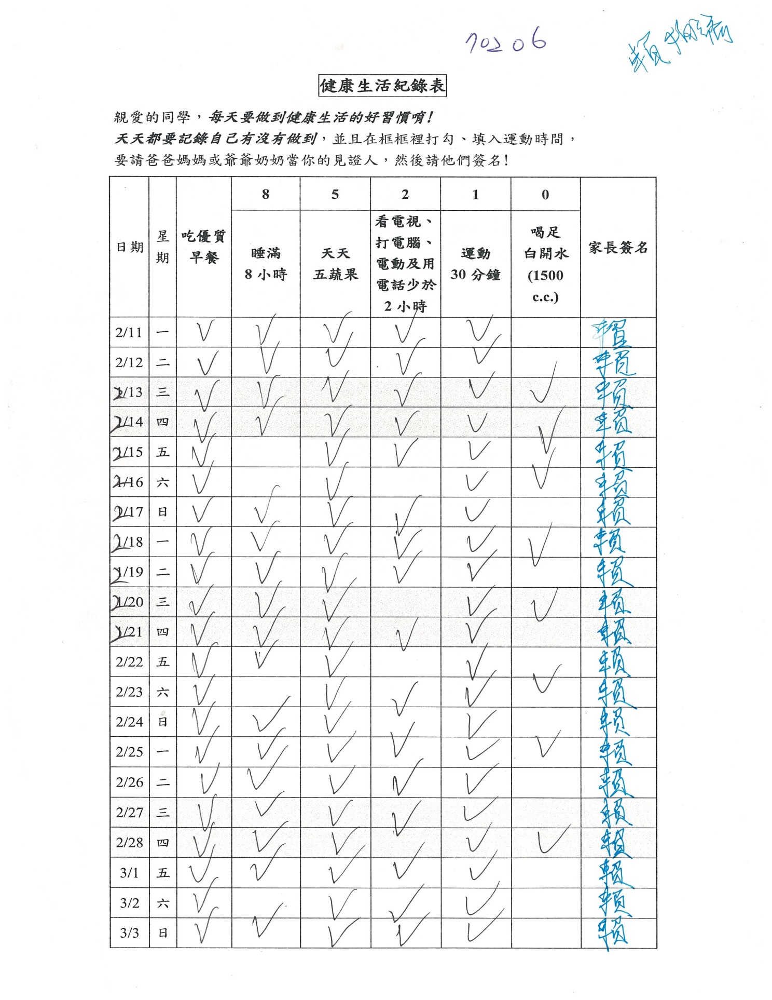 70206
健康生活紀錄表
親愛的同學，每天要做到健康生活的好習慣唷！
天天都要記錄自己有沒有做到，並且在框框裡打勾、填入運動時間，
要請爸爸媽媽或爺爺奶奶當你的見證人，然後請他們簽名！
日期 星期 吃優質早餐 8 5 2 1 0 家長簽名
睡滿8小時 天天五蔬果 看電視、打電腦、電動及用電話少於2小時 運動30分鐘 喝足白開水(1500 c.c.)
2/11 一 ✓ ✓ ✓ ✓ ✓ 賴
2/12 二 ✓ ✓ ✓ ✓ ✓ 賴
2/13 三 ✓ ✓ ✓ ✓ ✓ ✓ 賴
2/14 四 ✓ ✓ ✓ ✓ ✓ ✓ 賴
2/15 五 ✓ ✓ ✓ ✓ ✓ 賴
2/16 六 ✓ ✓ ✓ 賴
2/17 日 ✓ ✓ ✓ ✓ ✓ 賴
2/18 一 ✓ ✓ ✓ ✓ ✓ ✓ 賴
2/19 二 ✓ ✓ ✓ ✓ ✓ 賴
2/20 三 ✓ ✓ ✓ ✓ ✓ 賴
2/21 四 ✓ ✓ ✓ ✓ ✓ 賴
2/22 五 ✓ ✓ ✓ ✓ 賴
2/23 六 ✓ ✓ ✓ ✓ ✓ 賴
2/24 日 ✓ ✓ ✓ ✓ ✓ 賴
2/25 一 ✓ ✓ ✓ ✓ ✓ ✓ 賴
2/26 二 ✓ ✓ ✓ ✓ ✓ 賴
2/27 三 ✓ ✓ ✓ ✓ ✓ 賴
2/28 四 ✓ ✓ ✓ ✓ ✓ 賴
3/1 五 ✓ ✓ ✓ ✓ ✓ 賴
3/2 六 ✓ ✓ ✓ ✓ 賴
3/3 日 ✓ ✓ ✓ ✓ ✓ 賴